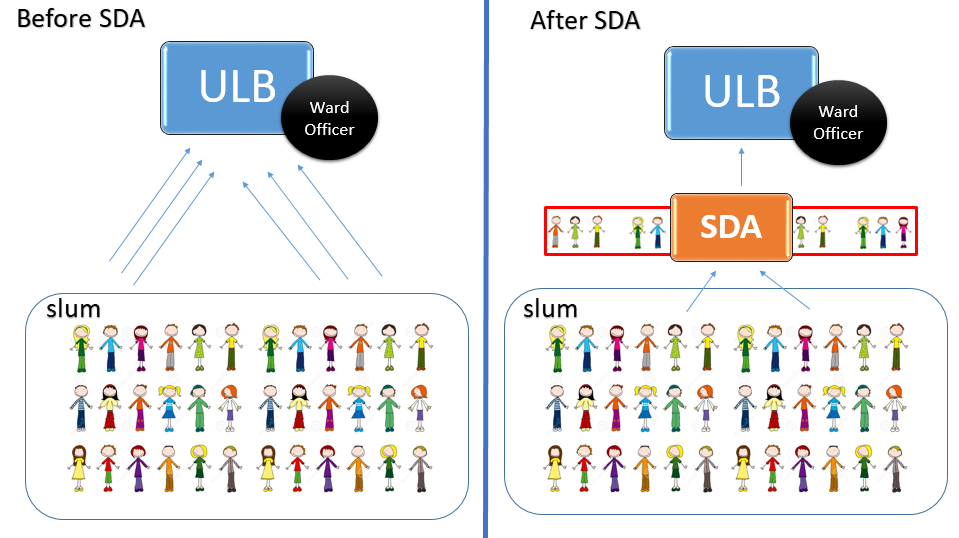 Before SDA
ULB
Ward
Officer
slum
After SDA
ULB
Ward
Officer
SDA
slum